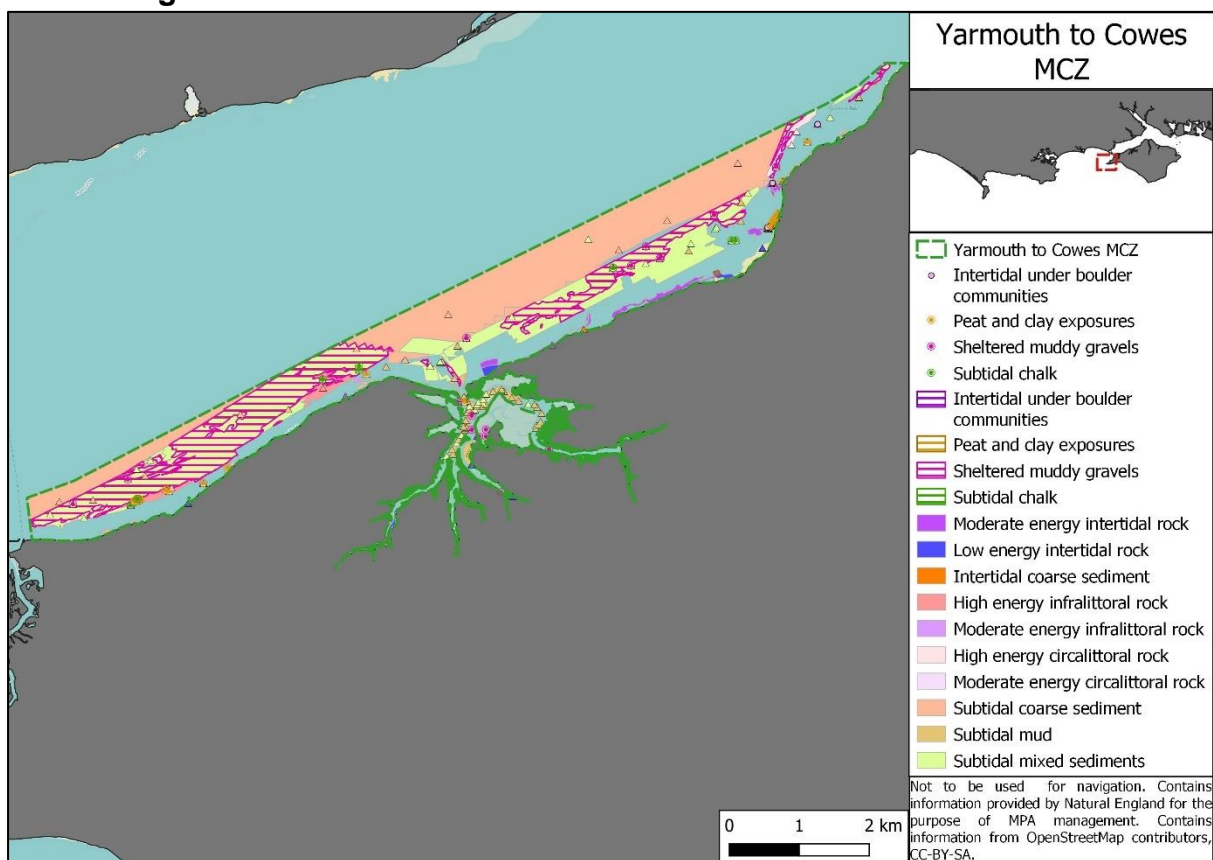 Yarmouth to Cowes
MCZ
Yarmouth to Cowes MCZ
Intertidal under boulder
communities
Peat and clay exposures
Sheltered muddy gravels
Subtidal chalk
Intertidal under boulder
communities
Peat and clay exposures
Sheltered muddy gravels
Subtidal chalk
Moderate energy intertidal rock
Low energy intertidal rock
Intertidal coarse sediment
High energy infralittoral rock
Moderate energy infralittoral rock
High energy circalittoral rock
Moderate energy circalittoral rock
Subtidal coarse sediment
Subtidal mud
Subtidal mixed sediments
Not to be used for navigation. Contains
information provided by Natural England for the
purpose of MPA management. Contains
information from OpenStreetMap contributors,
CC-BY-SA.
0 1 2 km